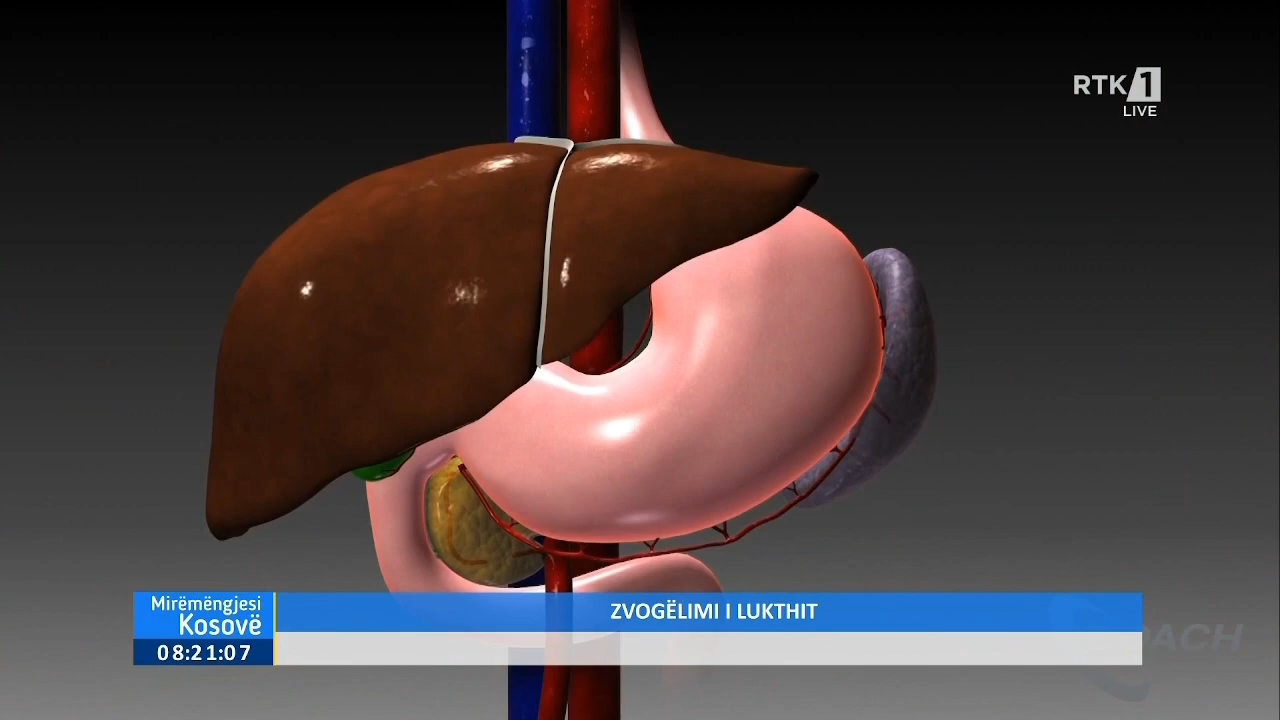 RTK1
LIVE
Mirëmëngjesi
Kosovë
08:21:07
ZVOGËLIMI I LUKTHIT